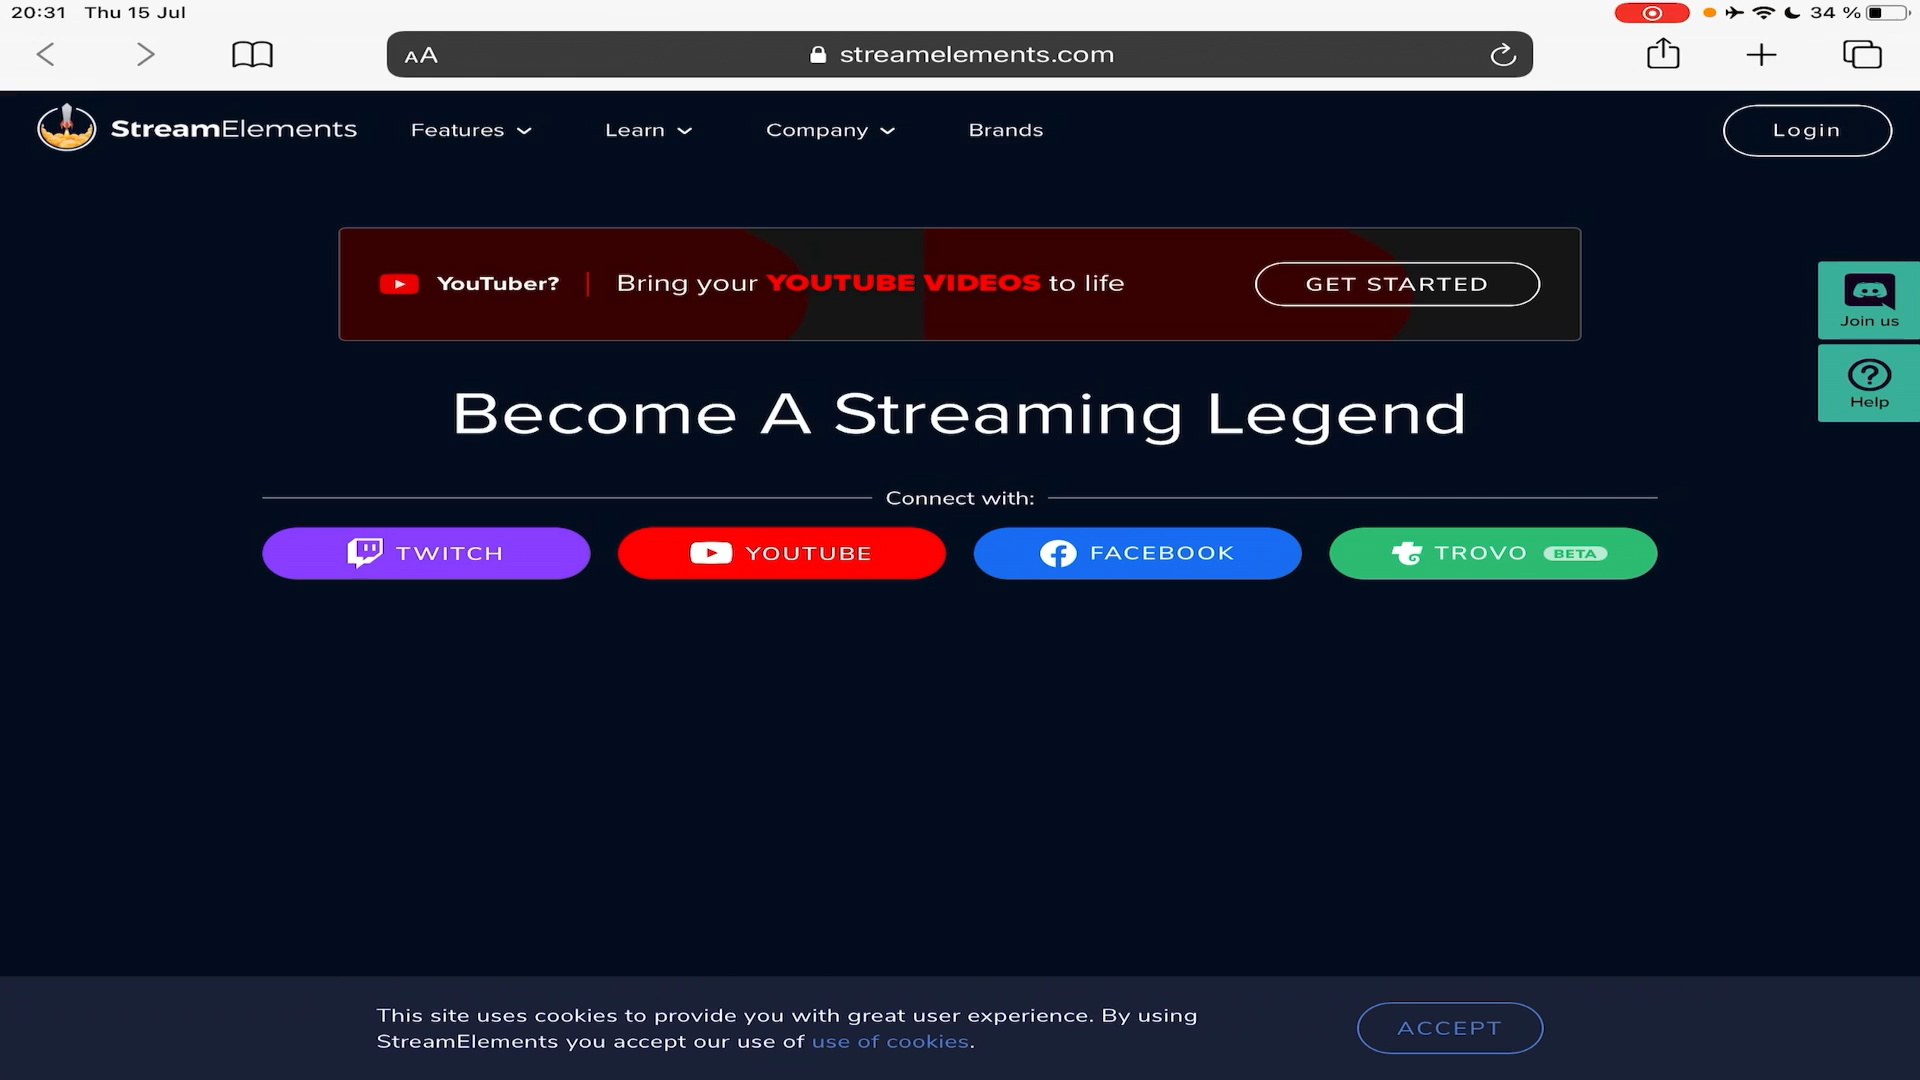 20:31 Thu 15 Jul
34 %
AA streamelements.com
StreamElements Features Learn Company Brands Login
YouTuber? Bring your YOUTUBE VIDEOS to life GET STARTED
Join us
Help
Become A Streaming Legend
Connect with:
TWITCH YOUTUBE FACEBOOK TROVO BETA
This site uses cookies to provide you with great user experience. By using
StreamElements you accept our use of use of cookies.
ACCEPT